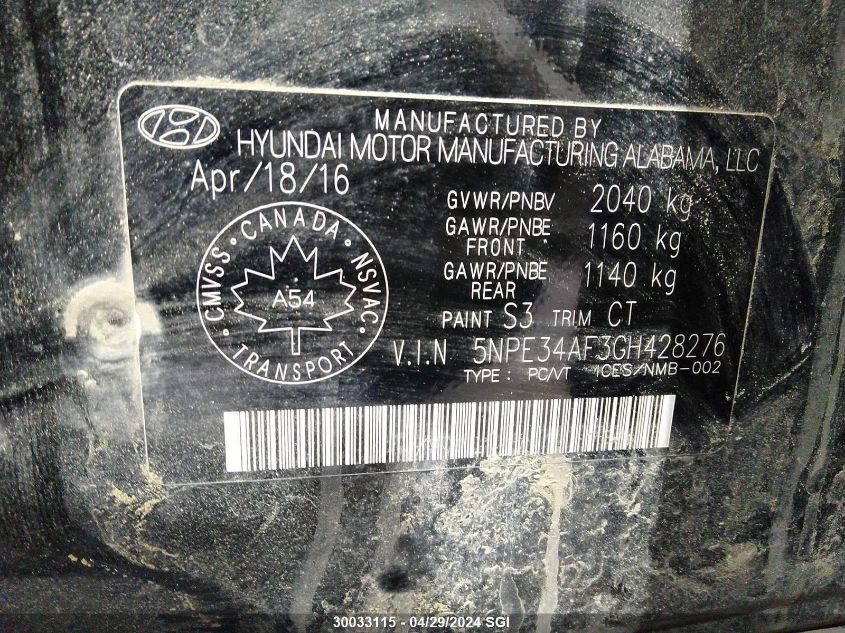 MANUFACTURED BY
HYUNDAI MOTOR MANUFACTURING ALABAMA, LLC
Apr/18/16
GVWR/PNBV 2040 kg
GAWR/PNBE FRONT 1160 kg
GAWR/PNBE REAR 1140 kg
PAINT S3 TRIM CT
V.I.N 5NPE34AF3GH428276
TYPE : PC/VT ICES/NMB-002
CANADA
CMVSS • NSVAC
A54
TRANSPORT
30033115 - 04/29/2024 SGI